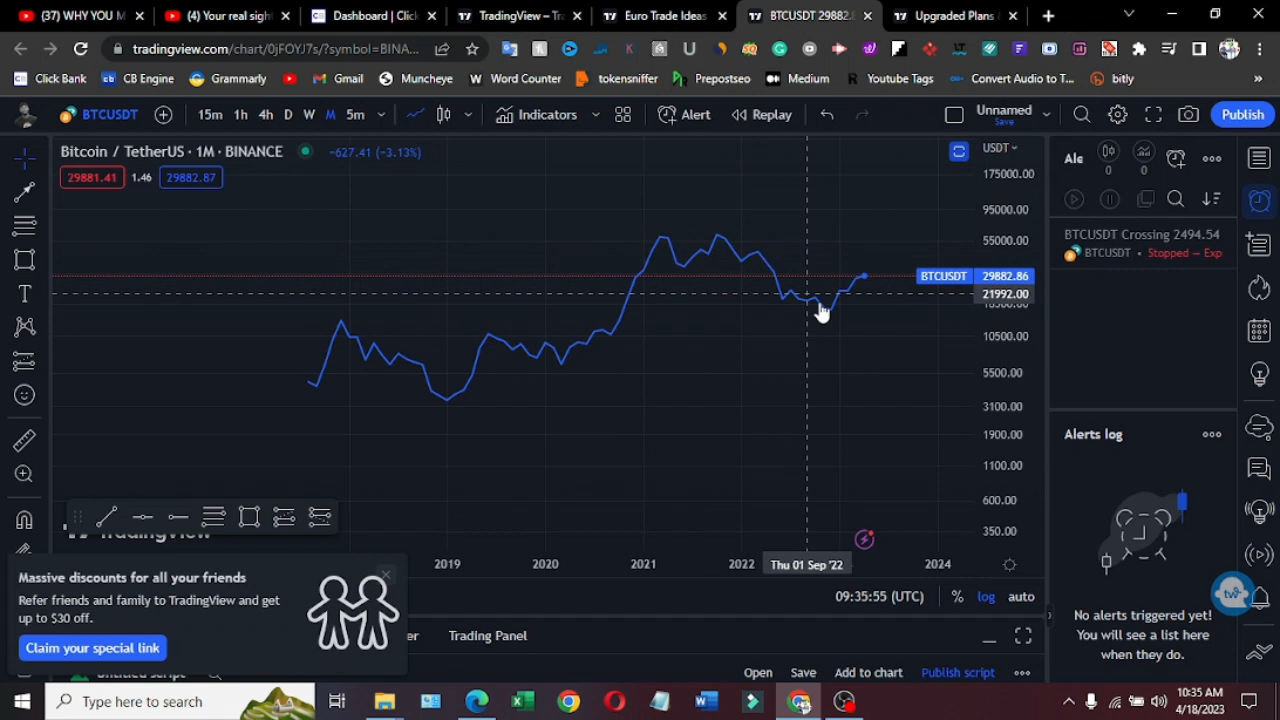 (37) WHY YOU M
(4) Your real sight
Dashboard | Click
TradingView – Tr
Euro Trade Ideas
BTCUSDT 29882.8
Upgraded Plans &
tradingview.com/chart/0jFOYJ7s/?symbol=BINA...
Click Bank
CB Engine
Grammarly
Gmail
Muncheye
Word Counter
tokensniffer
Prepostseo
Medium
Youtube Tags
Convert Audio to T...
bitly
BTCUSDT
15m 1h 4h D W M 5m
Indicators
Alert
Replay
Unnamed
Save
Publish
Bitcoin / TetherUS · 1M · BINANCE
−627.41 (−3.13%)
29881.41 1.46 29882.87
USDT
175000.00
95000.00
55000.00
BTCUSDT 29882.86
21992.00
10500.00
5500.00
3100.00
1900.00
1100.00
600.00
350.00
Ale
0 0
BTCUSDT Crossing 2494.54
BTCUSDT • Stopped — Exp
Alerts log
No alerts triggered yet!
You will see a list here
when they do.
TradingView
2019 2020 2021 2022 Thu 01 Sep '22 2024
09:35:55 (UTC) % log auto
Massive discounts for all your friends
Refer friends and family to TradingView and get
up to $30 off.
Claim your special link
Trading Panel
Open Save Add to chart Publish script
Type here to search
10:35 AM
4/18/2023